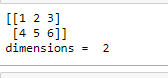 [[1 2 3]
 [4 5 6]]
dimensions =  2